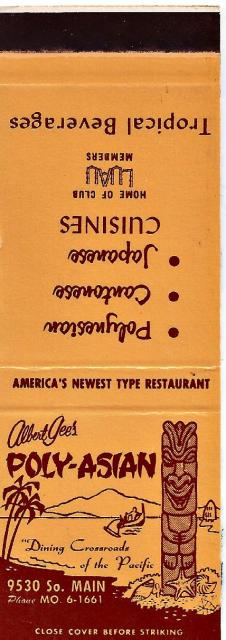 Tropical Beverages
MEMBERS
LUAU
HOME OF CLUB
CUISINES
• Japanese
• Cantonese
• Polynesian
AMERICA'S NEWEST TYPE RESTAURANT
Albert Gee's
POLY-ASIAN
"Dining Crossroads
of the Pacific
9530 So. MAIN
Phone MO. 6-1661
CLOSE COVER BEFORE STRIKING